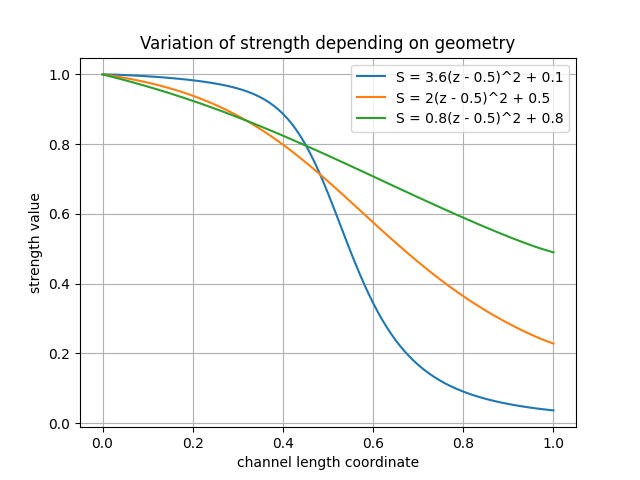 Variation of strength depending on geometry
S = 3.6(z - 0.5)^2 + 0.1
S = 2(z - 0.5)^2 + 0.5
S = 0.8(z - 0.5)^2 + 0.8
strength value
1.0
0.8
0.6
0.4
0.2
0.0
0.0 0.2 0.4 0.6 0.8 1.0
channel length coordinate